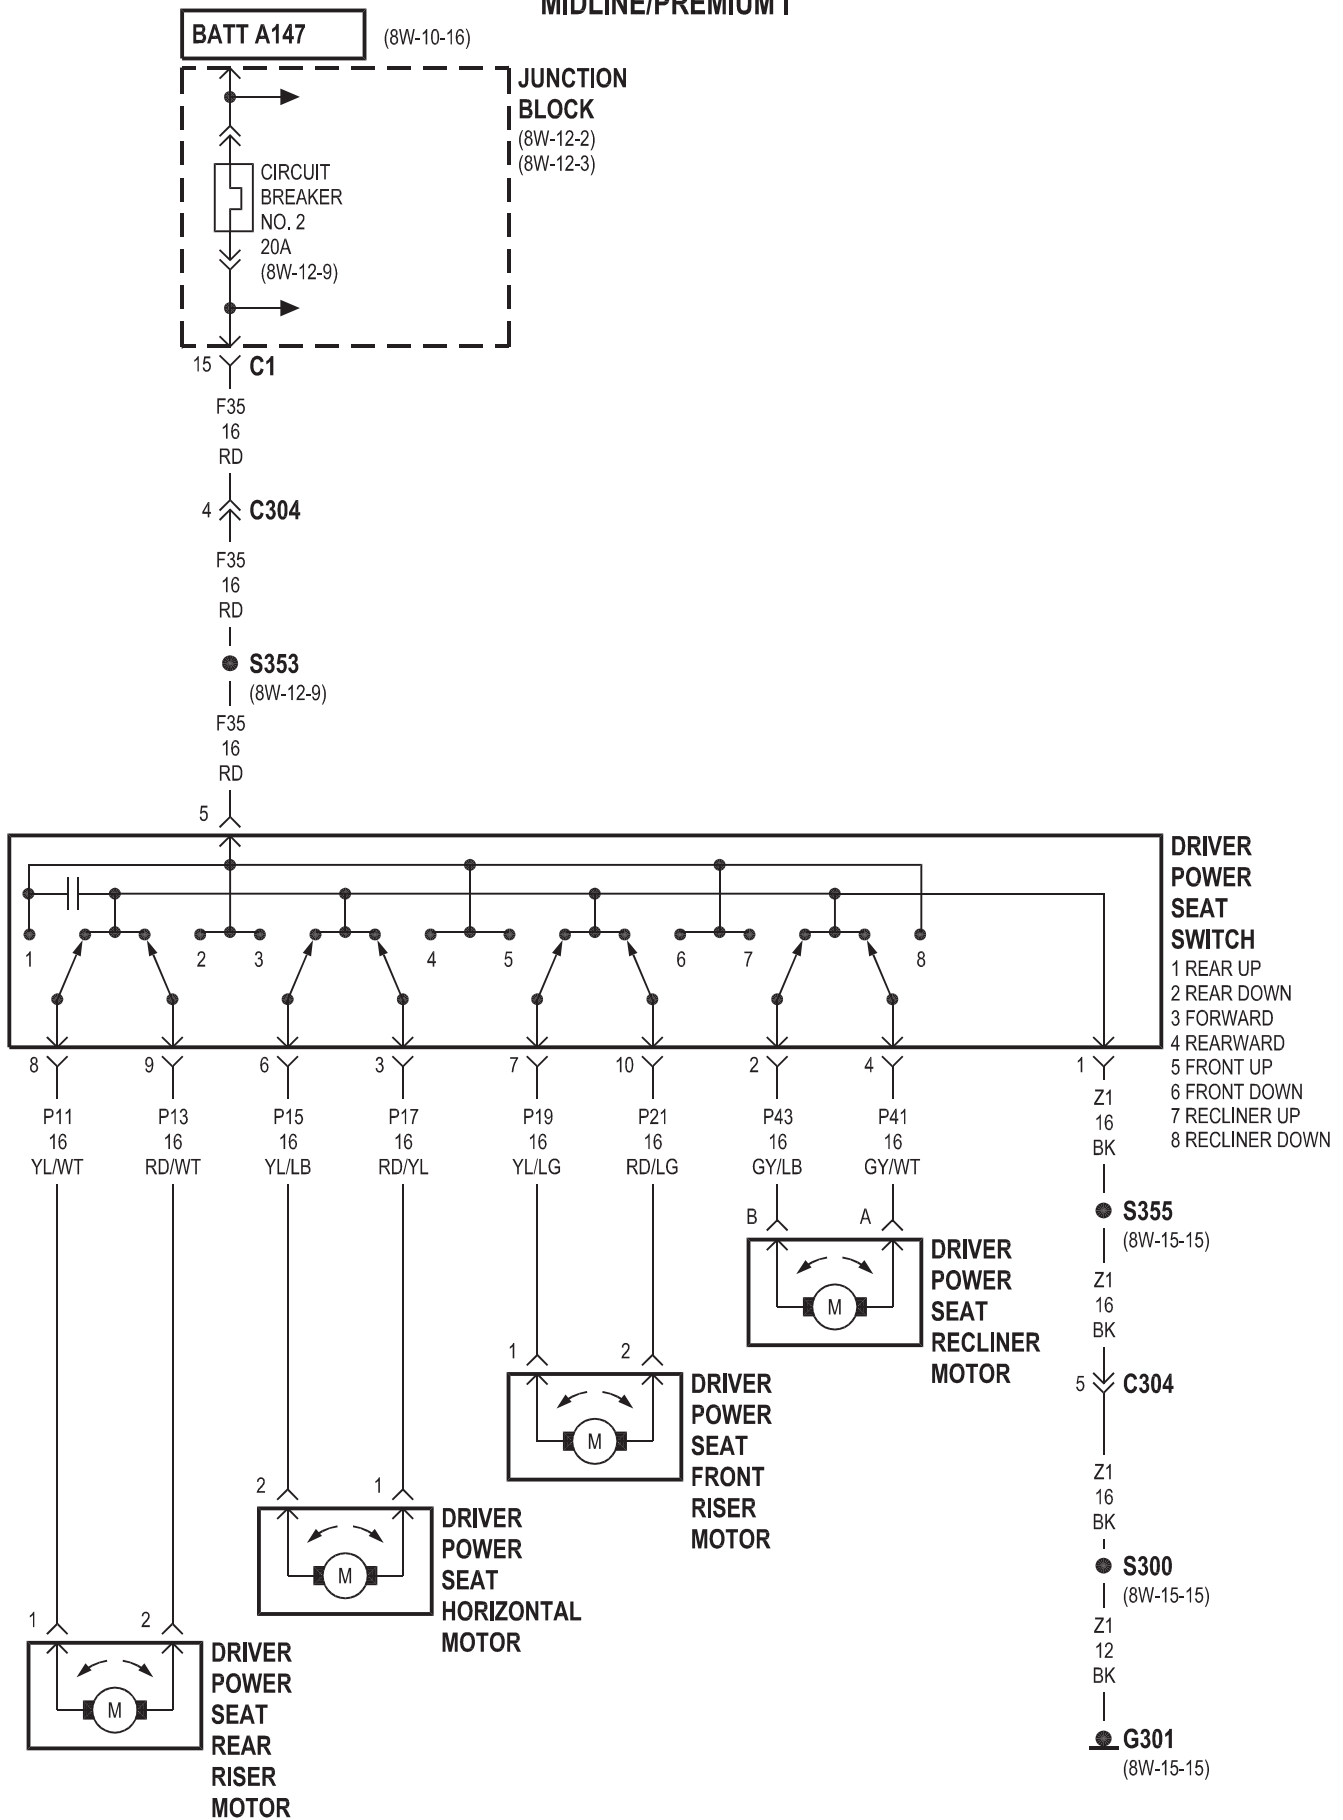 MIDLINE/PREMIUM I
BATT A147
(8W-10-16)
JUNCTION
BLOCK
(8W-12-2)
(8W-12-3)
CIRCUIT
BREAKER
NO. 2
20A
(8W-12-9)
15
C1
F35
16
RD
4
C304
F35
16
RD
S353
(8W-12-9)
F35
16
RD
5
1
2
3
4
5
6
7
8
DRIVER
POWER
SEAT
SWITCH
1 REAR UP
2 REAR DOWN
3 FORWARD
4 REARWARD
5 FRONT UP
6 FRONT DOWN
7 RECLINER UP
8 RECLINER DOWN
8
9
6
3
7
10
2
4
1
P11
16
YL/WT
P13
16
RD/WT
P15
16
YL/LB
P17
16
RD/YL
P19
16
YL/LG
P21
16
RD/LG
P43
16
GY/LB
P41
16
GY/WT
Z1
16
BK
S355
(8W-15-15)
Z1
16
BK
5
C304
Z1
16
BK
S300
(8W-15-15)
Z1
12
BK
G301
(8W-15-15)
B
A
M
DRIVER
POWER
SEAT
RECLINER
MOTOR
1
2
M
DRIVER
POWER
SEAT
FRONT
RISER
MOTOR
2
1
M
DRIVER
POWER
SEAT
HORIZONTAL
MOTOR
1
2
M
DRIVER
POWER
SEAT
REAR
RISER
MOTOR